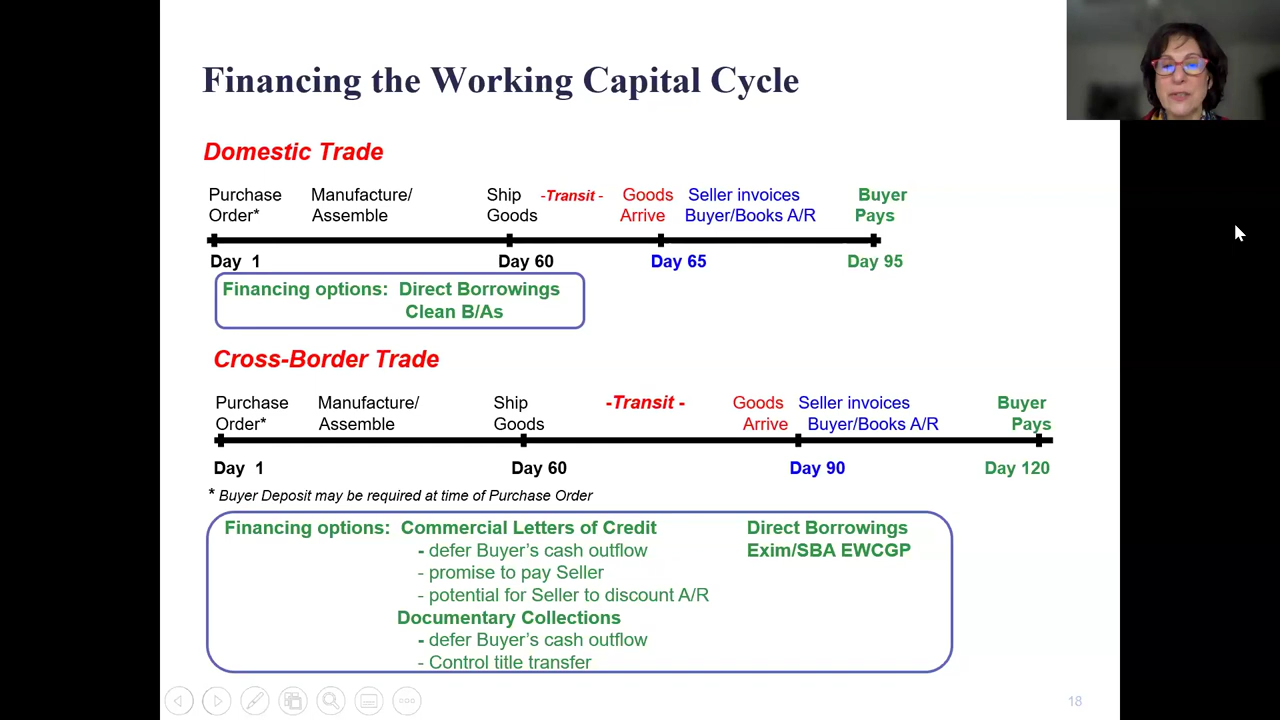 Financing the Working Capital Cycle
Domestic Trade
Purchase Manufacture/ Ship -Transit - Goods Seller invoices Buyer
Order* Assemble Goods Arrive Buyer/Books A/R Pays
Day 1 Day 60 Day 65 Day 95
Financing options: Direct Borrowings
Clean B/As
Cross-Border Trade
Purchase Manufacture/ Ship -Transit - Goods Seller invoices Buyer
Order* Assemble Goods Arrive Buyer/Books A/R Pays
Day 1 Day 60 Day 90 Day 120
* Buyer Deposit may be required at time of Purchase Order
Financing options: Commercial Letters of Credit Direct Borrowings
- defer Buyer's cash outflow Exim/SBA EWCGP
- promise to pay Seller
- potential for Seller to discount A/R
Documentary Collections
- defer Buyer's cash outflow
- Control title transfer
18